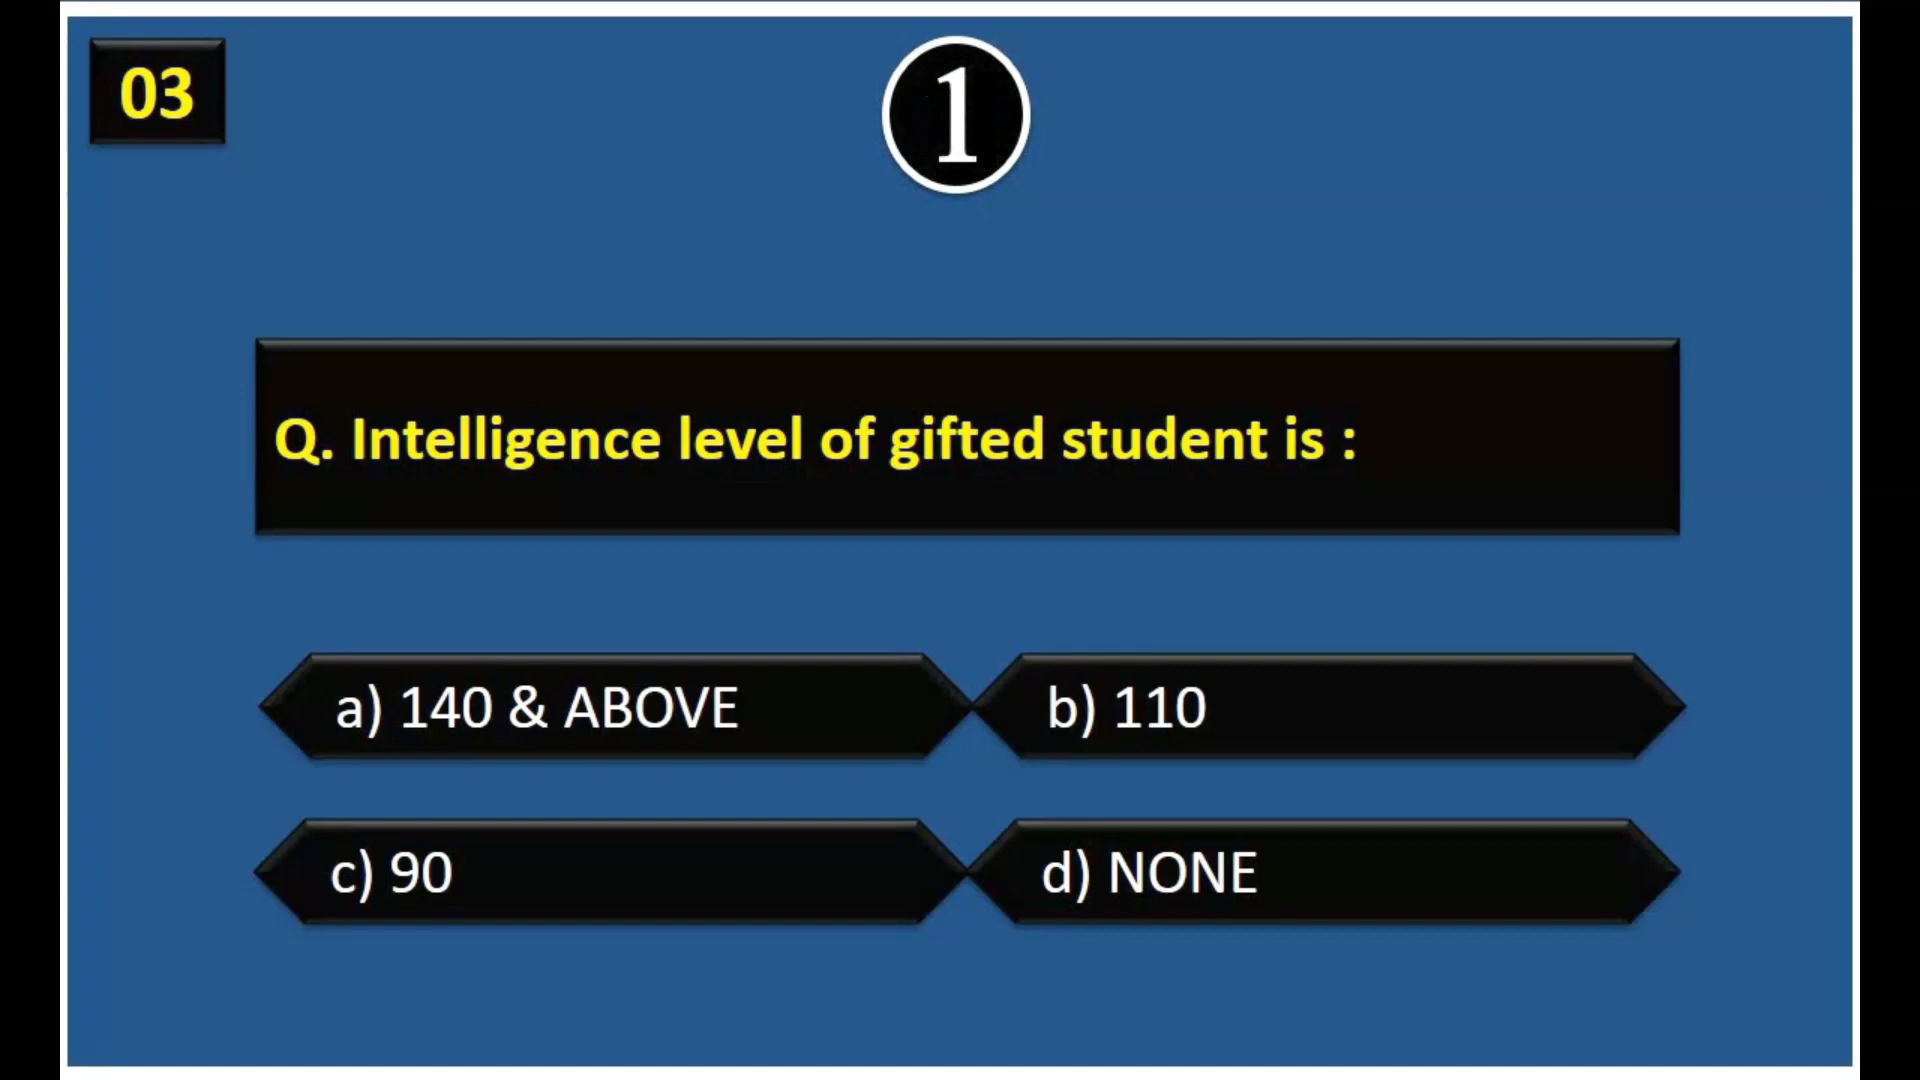 03
1
Q. Intelligence level of gifted student is :
a) 140 & ABOVE
b) 110
c) 90
d) NONE